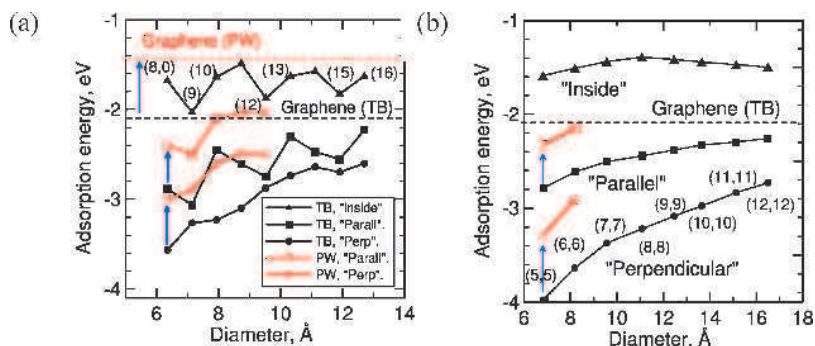 (a)
Adsorption energy, eV
-1
-2
-3
-4
Graphene (PW)
(8,0)
(9)
(10)
(12)
(13)
(15)
(16)
Graphene (TB)
TB, "Inside"
TB, "Parall".
TB, "Perp".
PW, "Parall".
PW, "Perp".
6
8
10
12
14
Diameter, Å
(b)
Adsorption energy, eV
-1
-2
-3
-4
"Inside"
Graphene (TB)
"Parallel"
(5,5)
(6,6)
(7,7)
(8,8)
(9,9)
(10,10)
(11,11)
(12,12)
"Perpendicular"
6
8
10
12
14
16
18
Diameter, Å